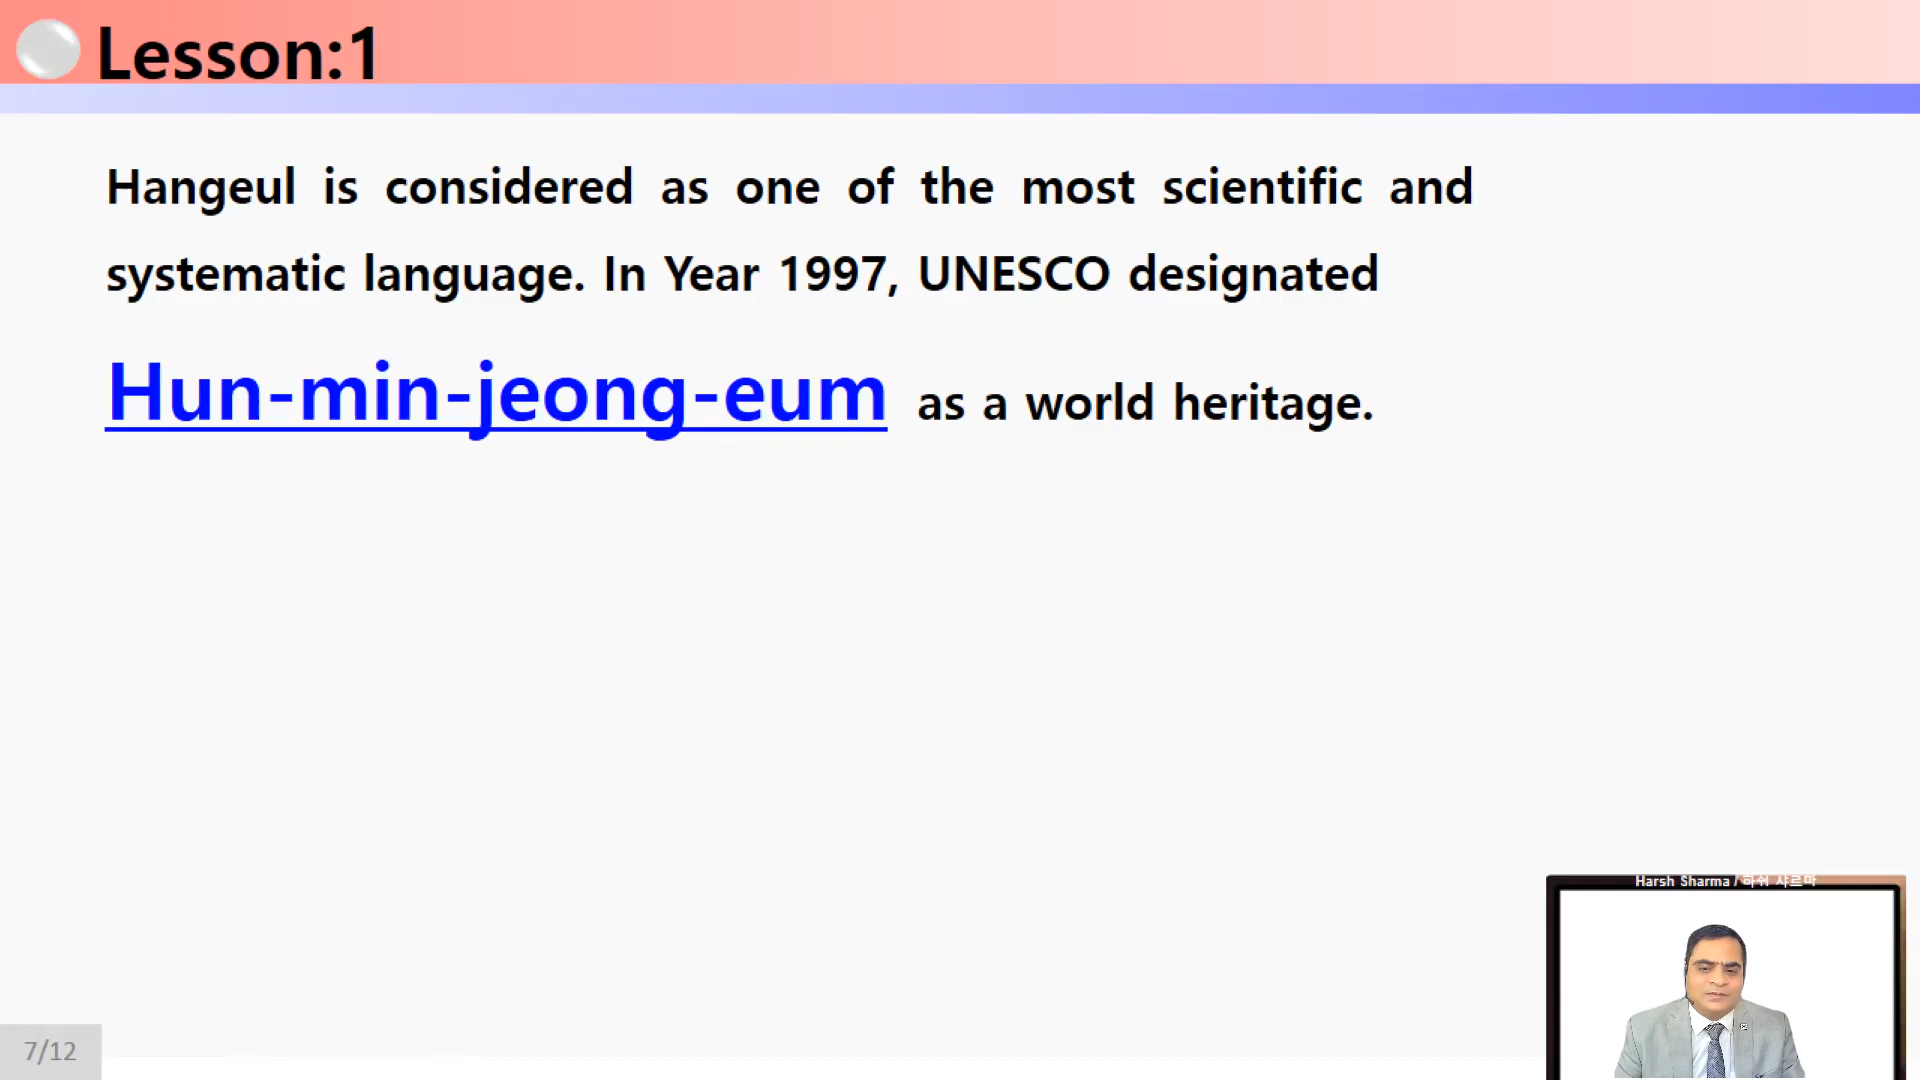 Lesson:1
Hangeul is considered as one of the most scientific and
systematic language. In Year 1997, UNESCO designated
Hun-min-jeong-eum as a world heritage.
Harsh Sharma / 하쉬 샤르마
7/12